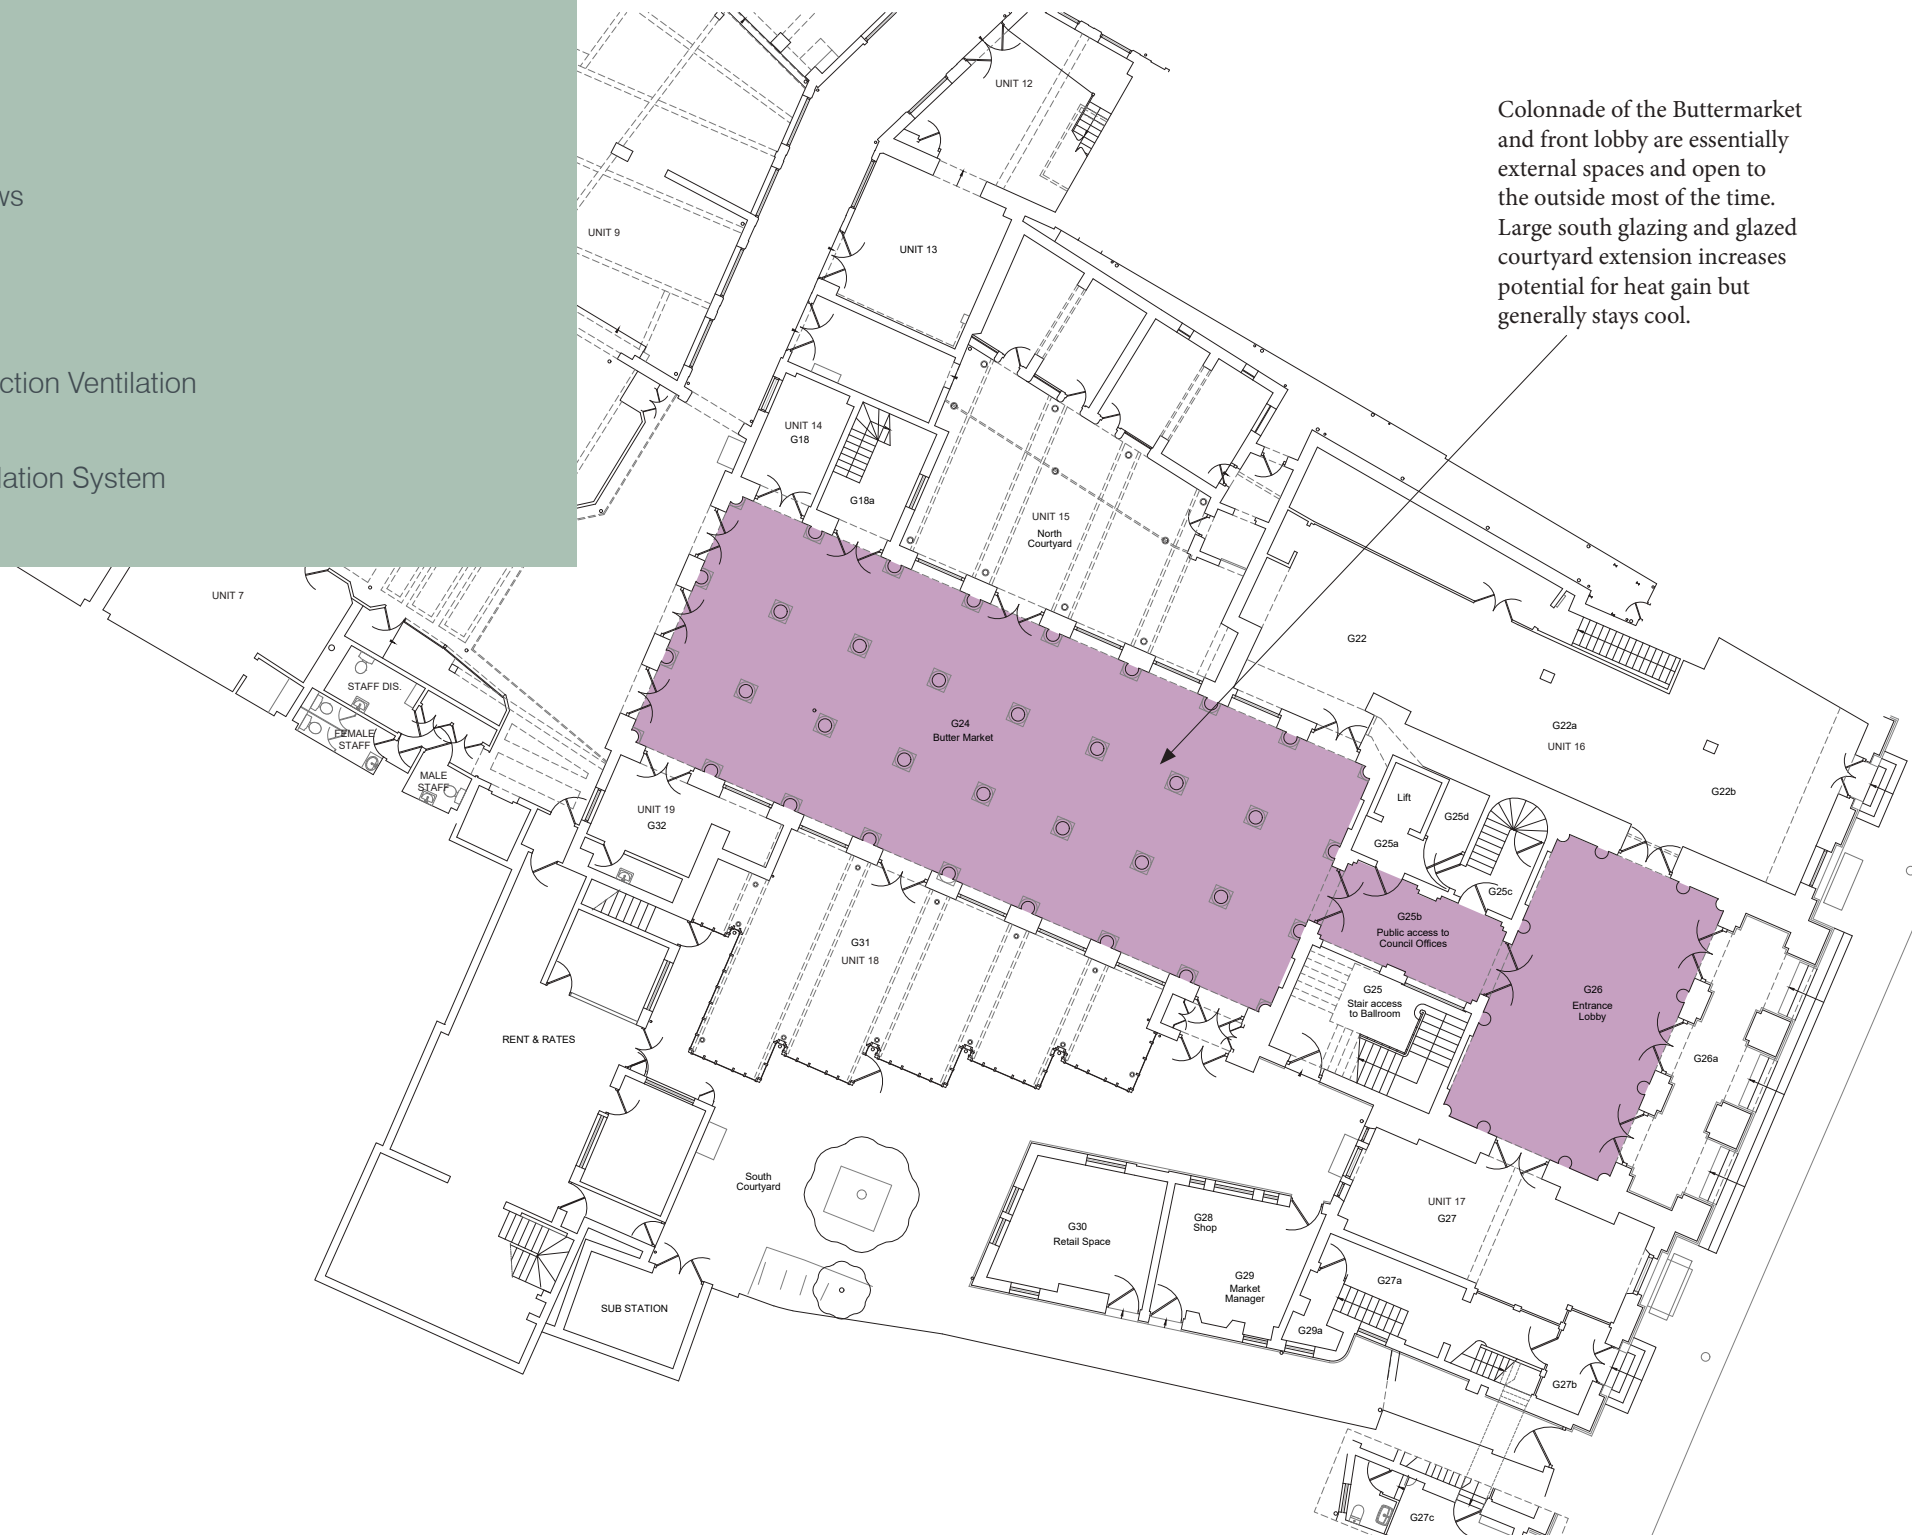 ws
ction Ventilation
lation System
Colonnade of the Buttermarket
and front lobby are essentially
external spaces and open to
the outside most of the time.
Large south glazing and glazed
courtyard extension increases
potential for heat gain but
generally stays cool.
UNIT 12
UNIT 9
UNIT 13
UNIT 14
G18
G18a
UNIT 15
North
Courtyard
UNIT 7
G22
STAFF DIS.
FEMALE
STAFF
MALE
STAFF
G24
Butter Market
G22a
UNIT 16
G22b
UNIT 19
G32
Lift
G25d
G25a
G25c
G25b
Public access to
Council Offices
G31
UNIT 18
G25
Stair access
to Ballroom
G26
Entrance
Lobby
G26a
RENT & RATES
South
Courtyard
UNIT 17
G27
G30
Retail Space
G28
Shop
G29
Market
Manager
G27a
G29a
SUB STATION
G27b
G27c